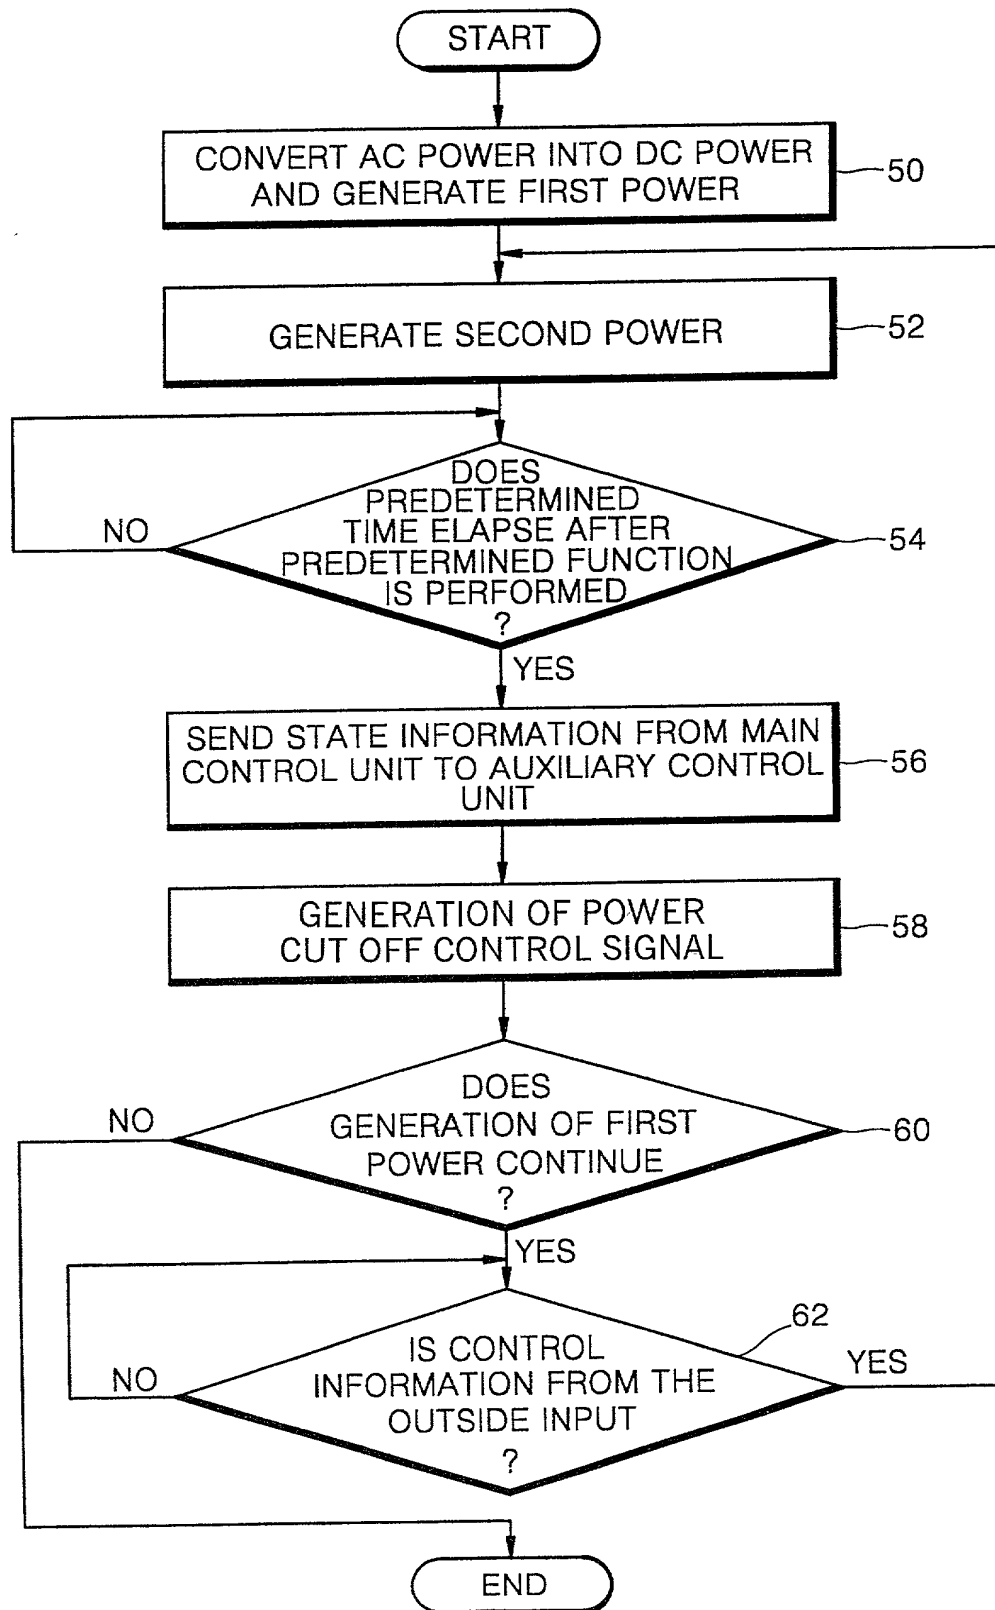 START
CONVERT AC POWER INTO DC POWER
AND GENERATE FIRST POWER
50
GENERATE SECOND POWER
52
DOES
PREDETERMINED
TIME ELAPSE AFTER
PREDETERMINED FUNCTION
IS PERFORMED
?
54
NO
YES
SEND STATE INFORMATION FROM MAIN
CONTROL UNIT TO AUXILIARY CONTROL
UNIT
56
GENERATION OF POWER
CUT OFF CONTROL SIGNAL
58
DOES
GENERATION OF FIRST
POWER CONTINUE
?
60
NO
YES
62
IS CONTROL
INFORMATION FROM THE
OUTSIDE INPUT
?
NO
YES
END